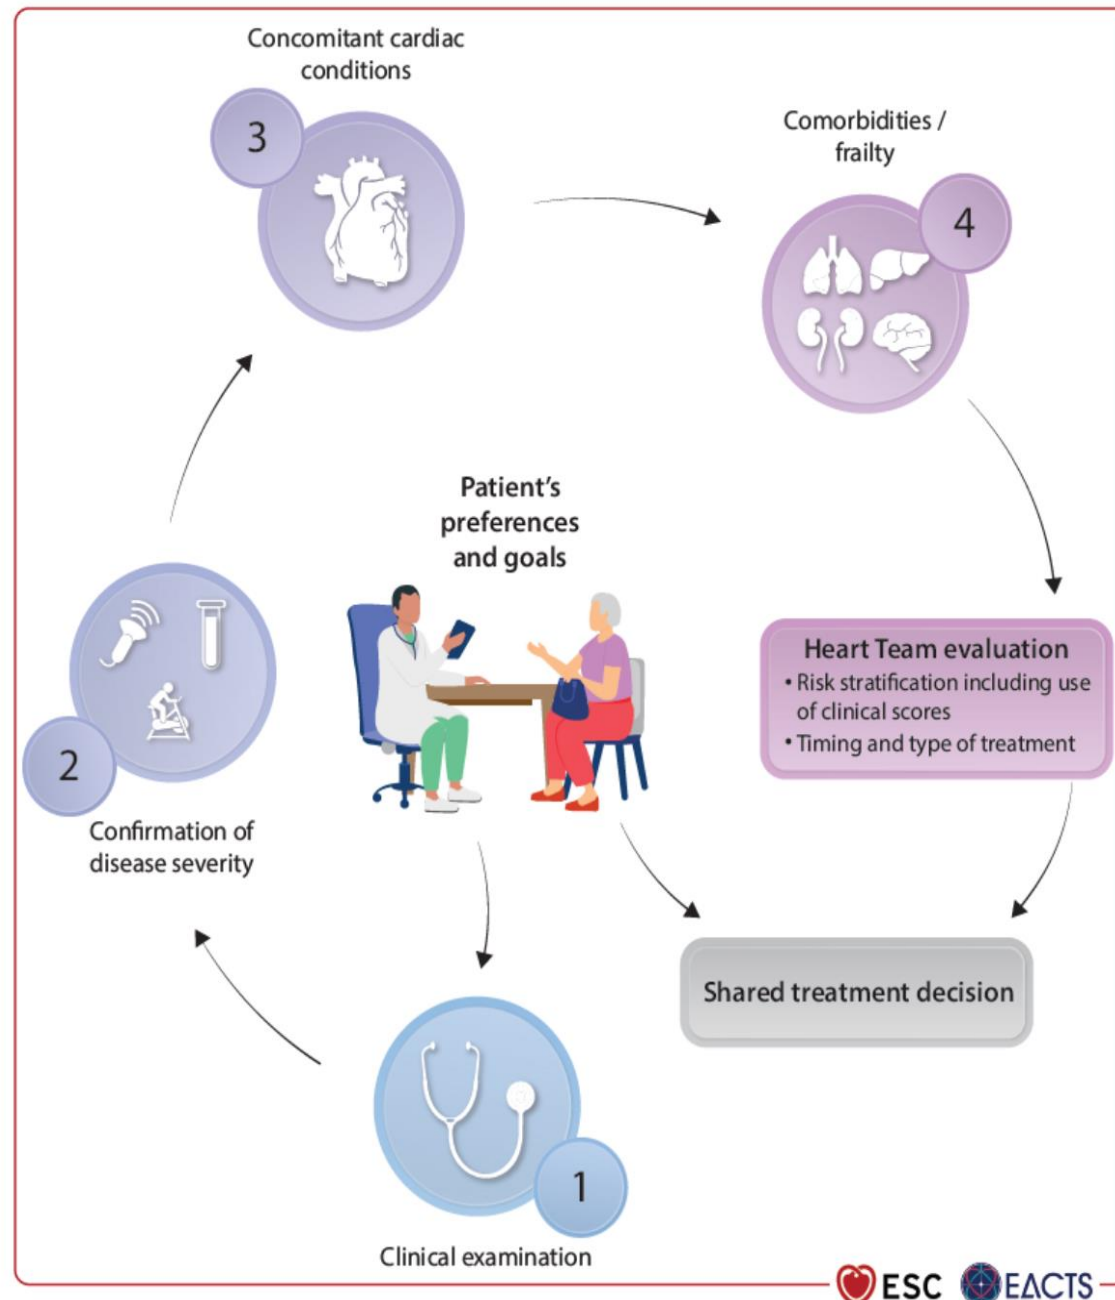 Concomitant cardiac
conditions
3
Comorbidities /
frailty
4
Patient's
preferences
and goals
Heart Team evaluation
• Risk stratification including use
of clinical scores
• Timing and type of treatment
2
Confirmation of
disease severity
Shared treatment decision
1
Clinical examination
ESC EACTS